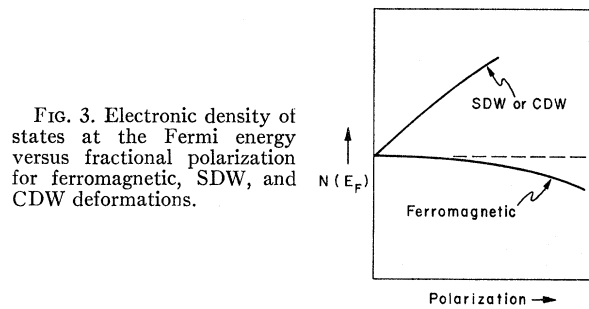 FIG. 3. Electronic density of
states at the Fermi energy
versus fractional polarization
for ferromagnetic, SDW, and
CDW deformations.
SDW or CDW
N(E_F)
Ferromagnetic
Polarization